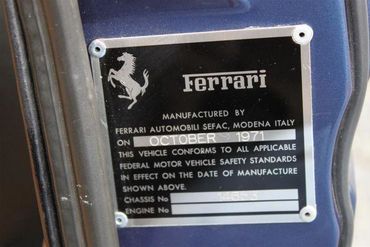 Ferrari
MANUFACTURED BY
FERRARI AUTOMOBILI SEFAC, MODENA ITALY
ON OCTOBER 1971
THIS VEHICLE CONFORMS TO ALL APPLICABLE
FEDERAL MOTOR VEHICLE SAFETY STANDARDS
IN EFFECT ON THE DATE OF MANUFACTURE
SHOWN ABOVE.
CHASSIS No
ENGINE No